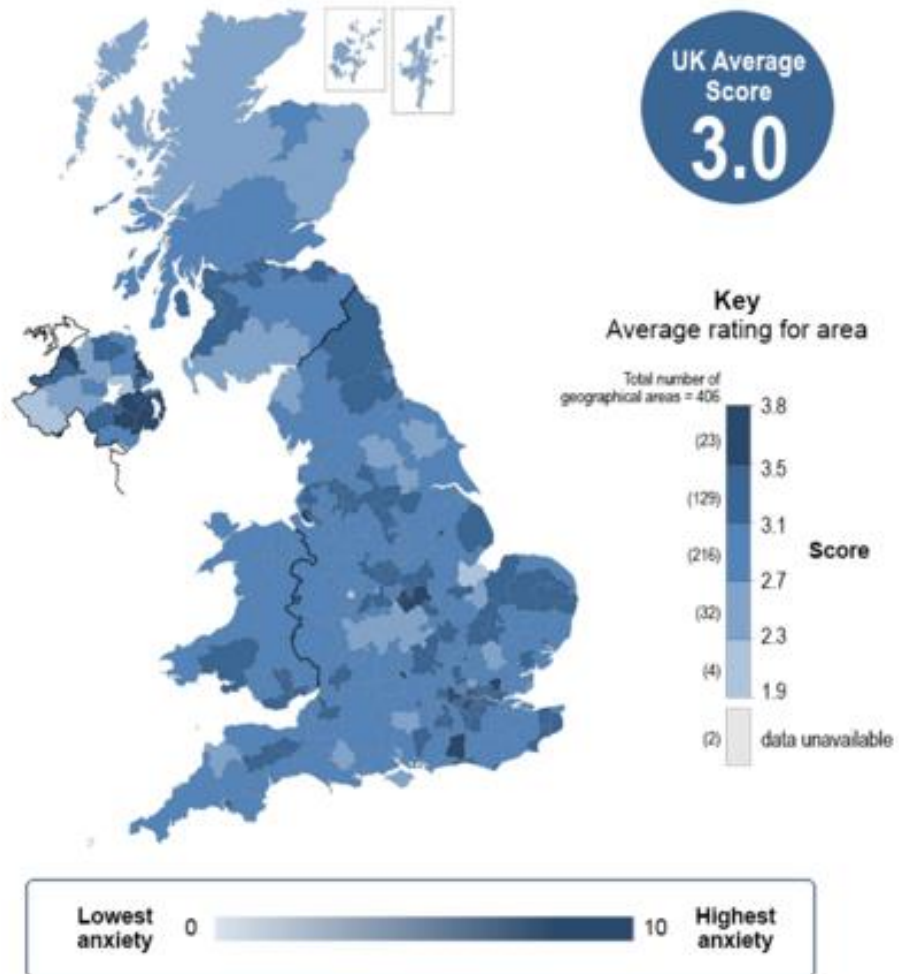 UK Average
Score
3.0
Key
Average rating for area
Total number of
geographical areas = 406
3.8
(23)
3.5
(129)
3.1
(216)
Score
2.7
(32)
2.3
(4)
1.9
(2)
data unavailable
Lowest
anxiety
0
10
Highest
anxiety